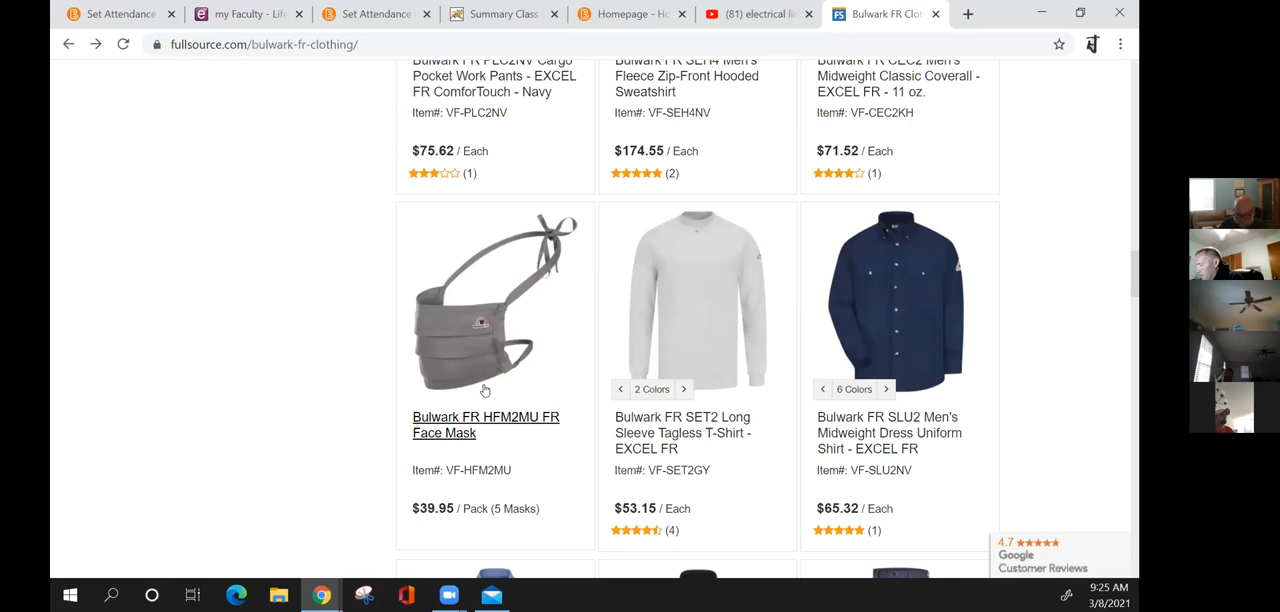 Set Attendance
my Faculty - Life
Set Attendance
Summary Class
Homepage - Ho
(81) electrical li
Bulwark FR Clot
fullsource.com/bulwark-fr-clothing/
Bulwark FR PLC2NV Cargo
Pocket Work Pants - EXCEL
FR ComforTouch - Navy
Item#: VF-PLC2NV
$75.62 / Each
(1)
Bulwark FR SEH4 Men's
Fleece Zip-Front Hooded
Sweatshirt
Item#: VF-SEH4NV
$174.55 / Each
(2)
Bulwark FR CEC2 Men's
Midweight Classic Coverall -
EXCEL FR - 11 oz.
Item#: VF-CEC2KH
$71.52 / Each
(1)
Bulwark FR HFM2MU FR
Face Mask
Item#: VF-HFM2MU
$39.95 / Pack (5 Masks)
2 Colors
Bulwark FR SET2 Long
Sleeve Tagless T-Shirt -
EXCEL FR
Item#: VF-SET2GY
$53.15 / Each
(4)
6 Colors
Bulwark FR SLU2 Men's
Midweight Dress Uniform
Shirt - EXCEL FR
Item#: VF-SLU2NV
$65.32 / Each
(1)
4.7
Google
Customer Reviews
9:25 AM
3/8/2021